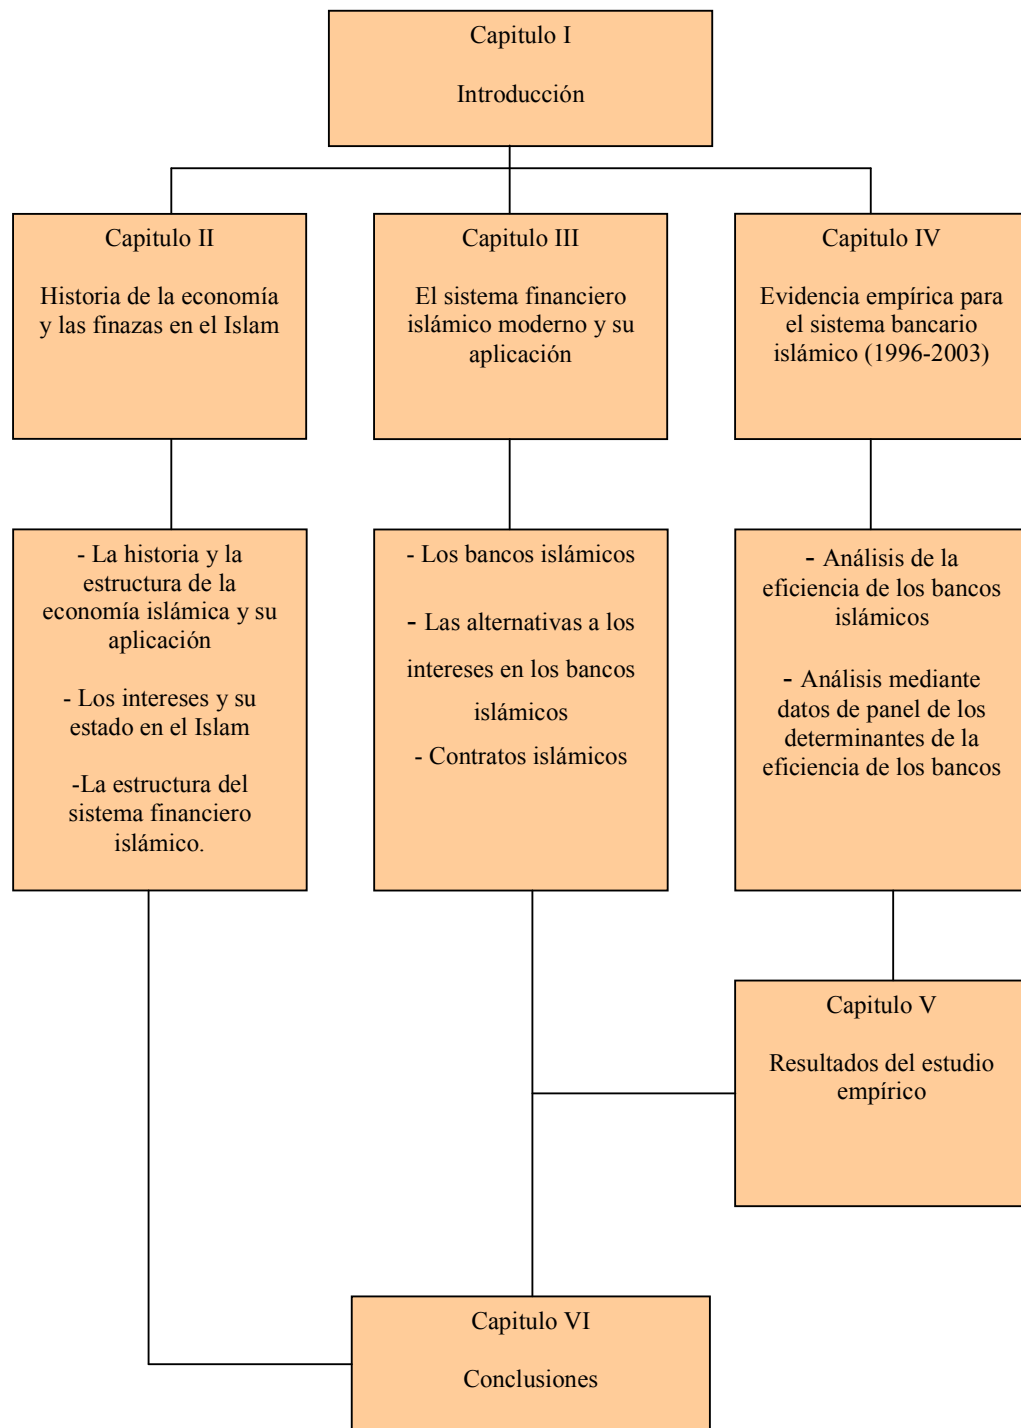 Capitulo I
Introducción
Capitulo II
Historia de la economía
y las finazas en el Islam
Capitulo III
El sistema financiero
islámico moderno y su
aplicación
Capitulo IV
Evidencia empírica para
el sistema bancario
islámico (1996-2003)
- La historia y la
estructura de la
economía islámica y su
aplicación
- Los intereses y su
estado en el Islam
-La estructura del
sistema financiero
islámico.
- Los bancos islámicos
- Las alternativas a los
intereses en los bancos
islámicos
- Contratos islámicos
- Análisis de la
eficiencia de los bancos
islámicos
- Análisis mediante
datos de panel de los
determinantes de la
eficiencia de los bancos
Capitulo V
Resultados del estudio
empírico
Capitulo VI
Conclusiones